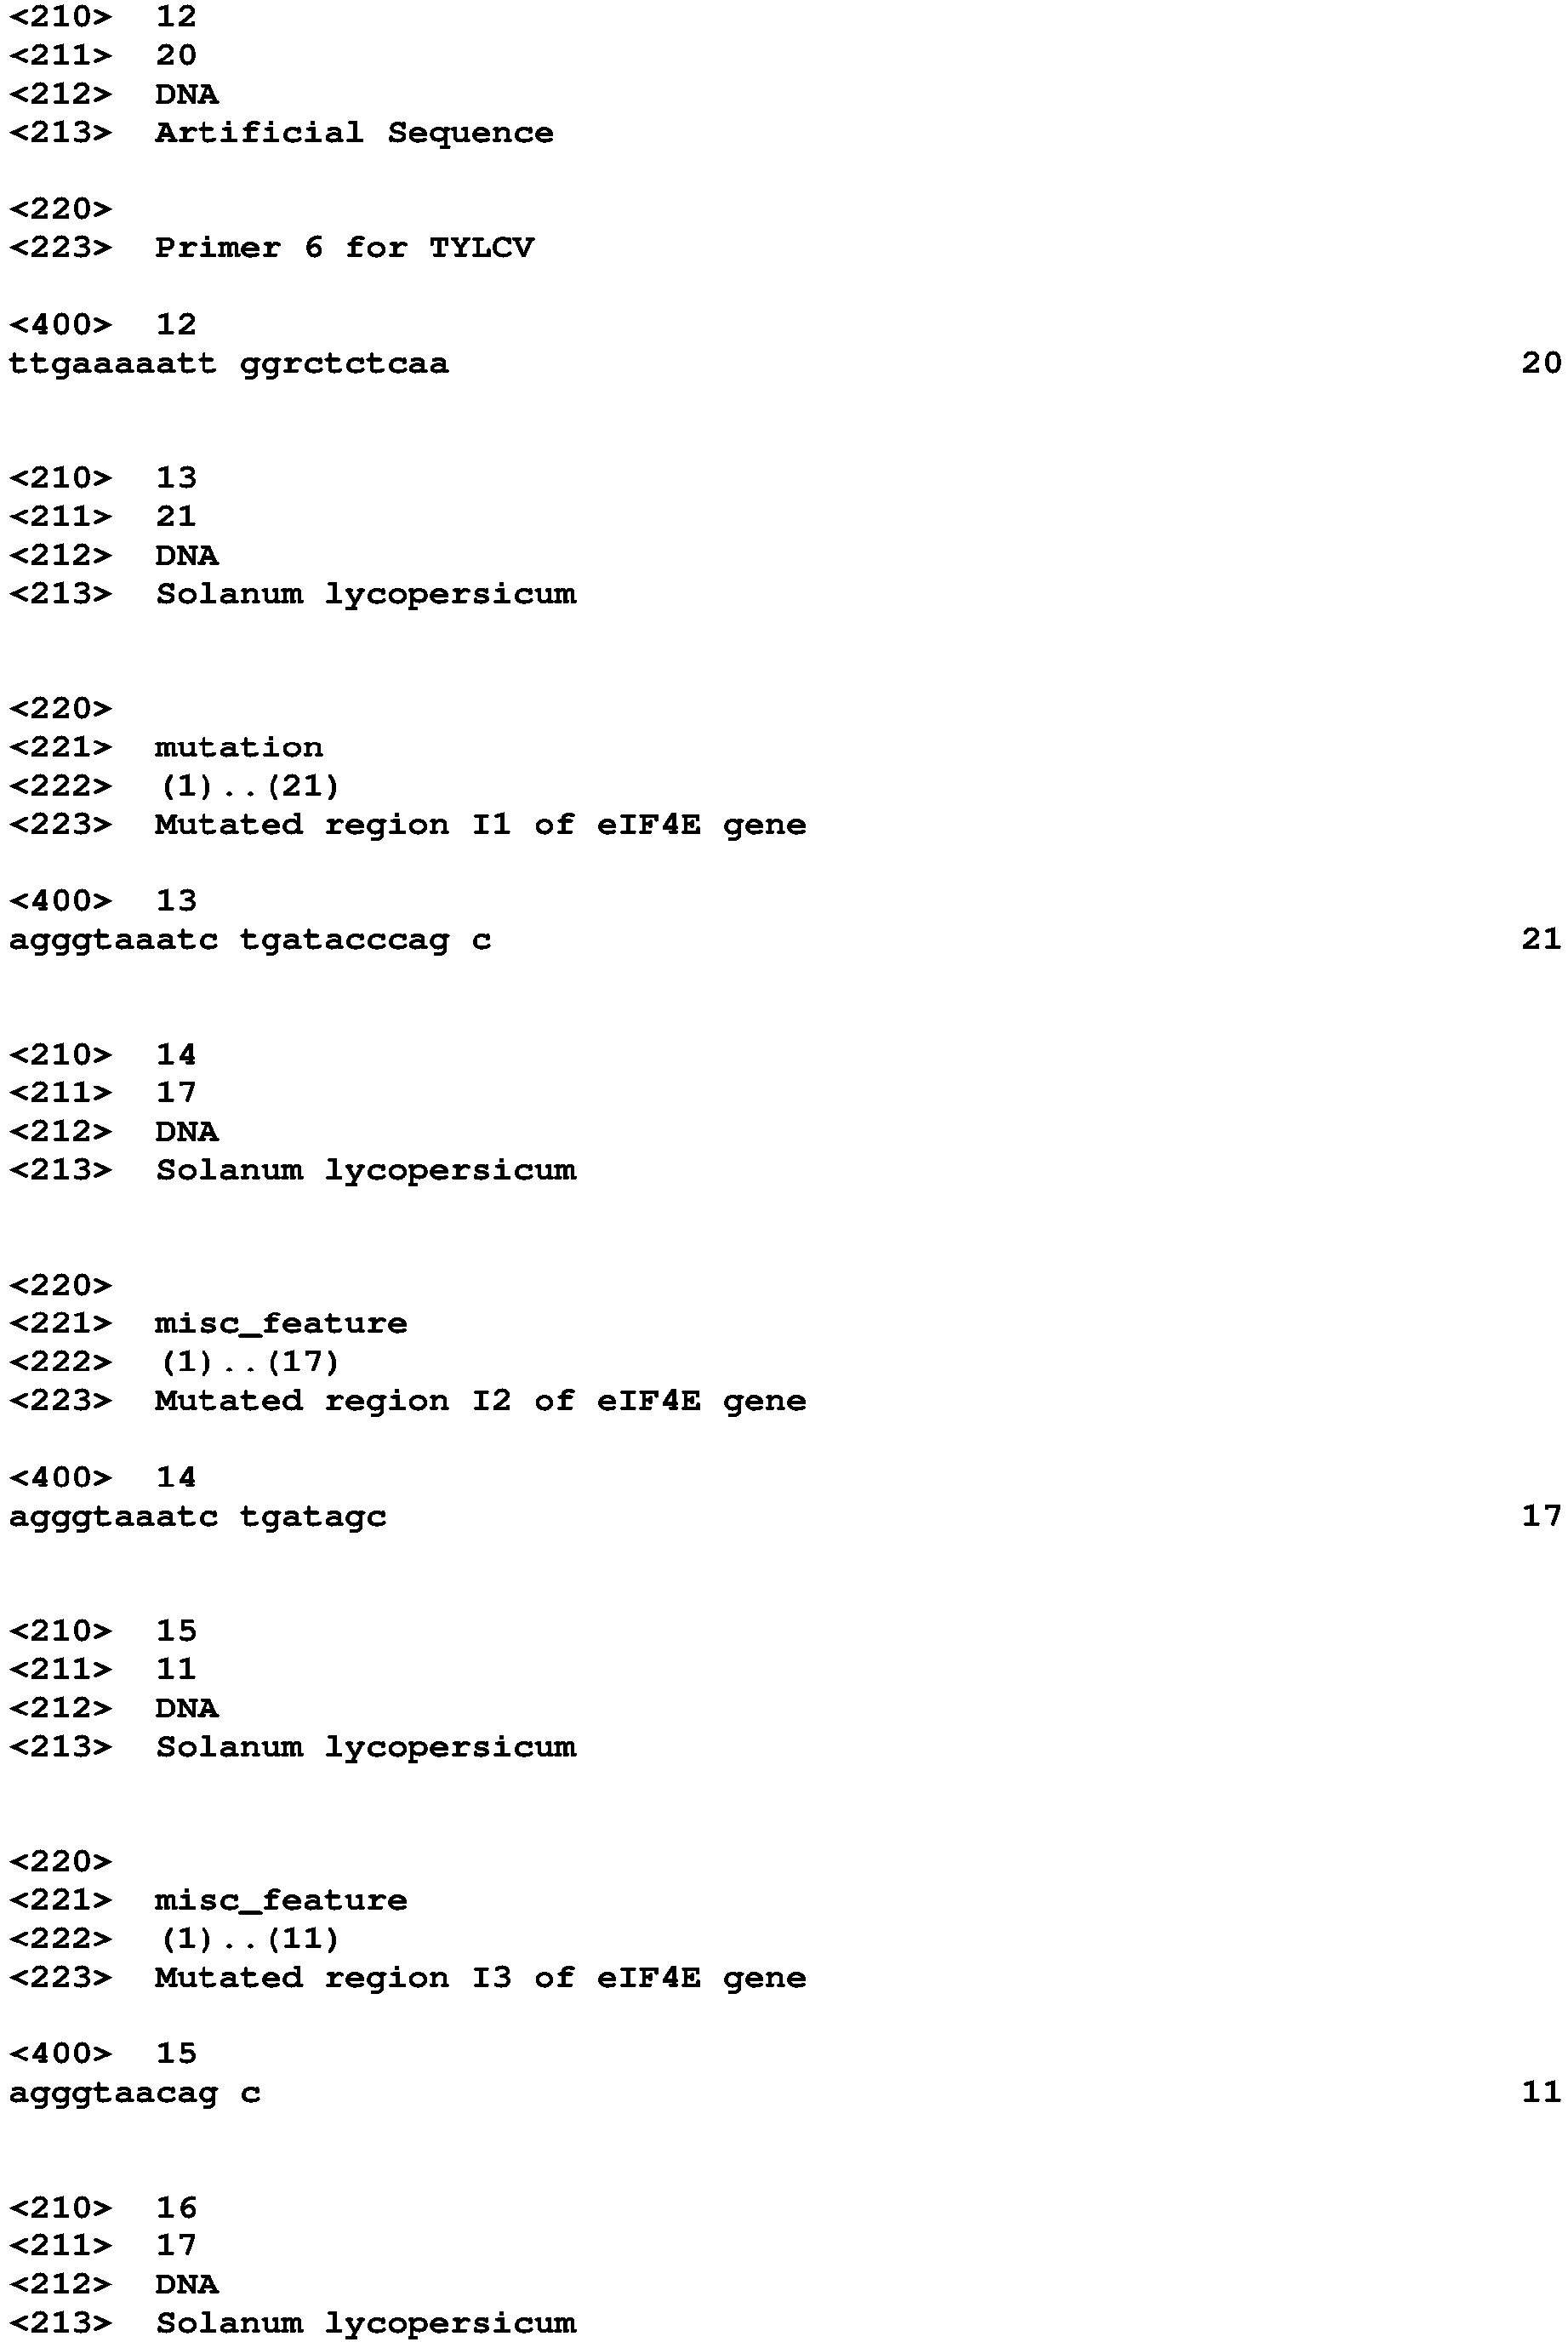 <210> 12
<211> 20
<212> DNA
<213> Artificial Sequence
<220>
<223> Primer 6 for TYLCV
<400> 12
ttgaaaaatt ggrctctcaa 20
<210> 13
<211> 21
<212> DNA
<213> Solanum lycopersicum
<220>
<221> mutation
<222> (1)..(21)
<223> Mutated region I1 of eIF4E gene
<400> 13
agggtaaatc tgatacccag c 21
<210> 14
<211> 17
<212> DNA
<213> Solanum lycopersicum
<220>
<221> misc_feature
<222> (1)..(17)
<223> Mutated region I2 of eIF4E gene
<400> 14
agggtaaatc tgatagc 17
<210> 15
<211> 11
<212> DNA
<213> Solanum lycopersicum
<220>
<221> misc_feature
<222> (1)..(11)
<223> Mutated region I3 of eIF4E gene
<400> 15
agggtaacag c 11
<210> 16
<211> 17
<212> DNA
<213> Solanum lycopersicum